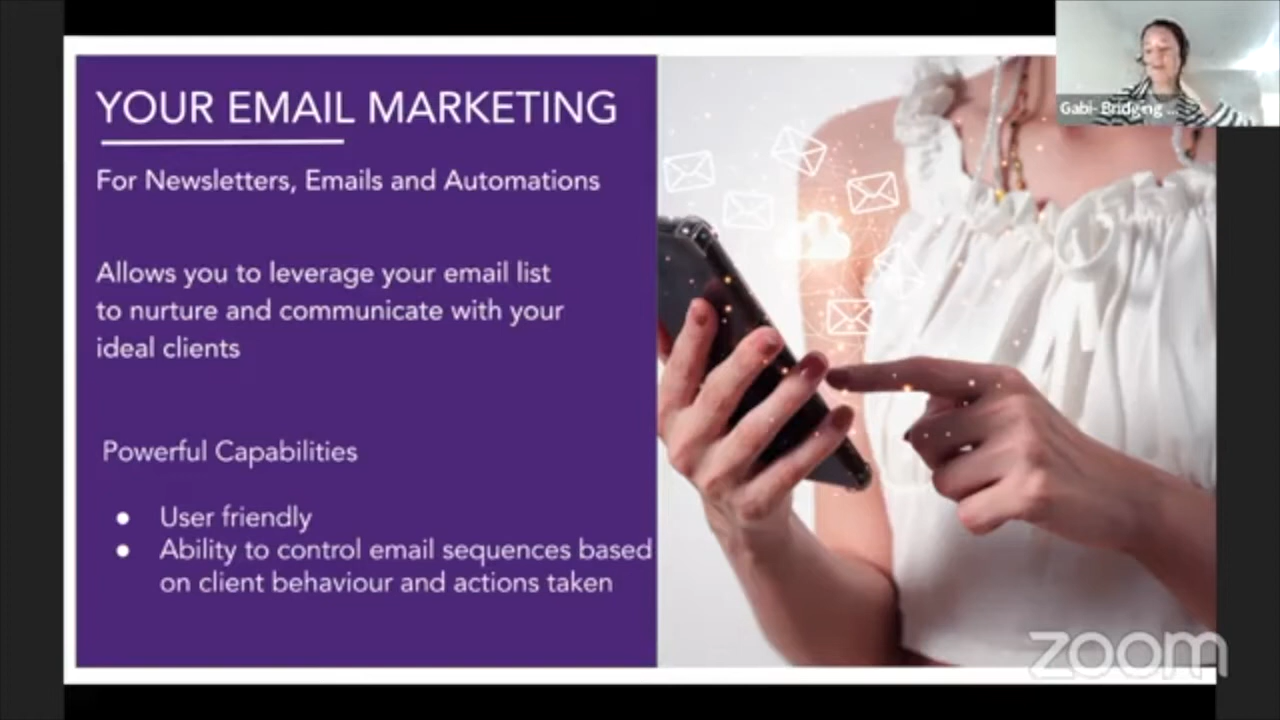 YOUR EMAIL MARKETING
For Newsletters, Emails and Automations
Allows you to leverage your email list
to nurture and communicate with your
ideal clients
Powerful Capabilities
● User friendly
● Ability to control email sequences based
on client behaviour and actions taken
Gabi- Bridging ...
zoom